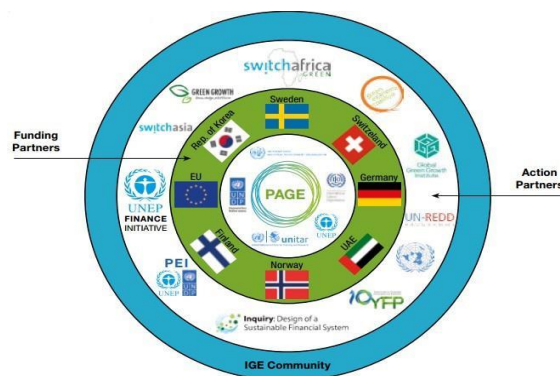 switchafrica
GREEN
GREEN GROWTH
switchasia
Funding
Partners
Sweden
Rep. of Korea
Switzeland
EU
Germany
PAGE
Finland
UAE
Norway
UNEP
unitar
Global
Green Growth
Institute
Action
Partners
UN-REDD
UNEP
FINANCE
INITIATIVE
PEI
UNEP
10YFP
Inquiry: Design of a
Sustainable Financial System
IGE Community